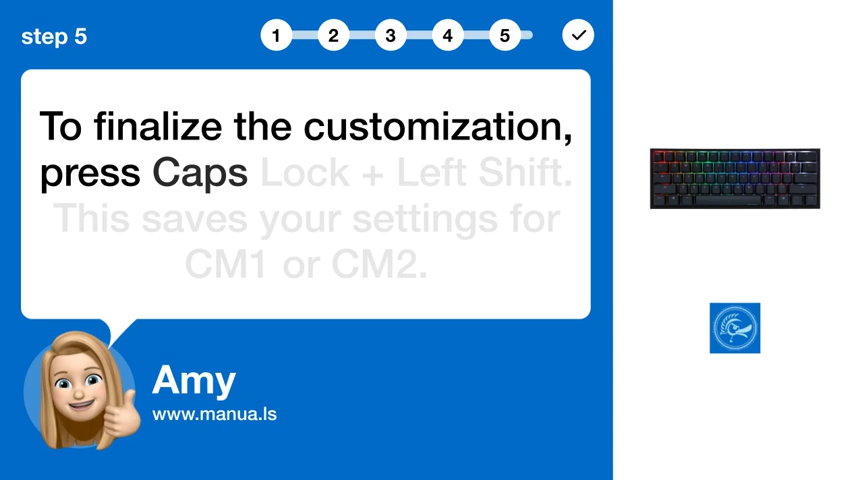 step 5
1 2 3 4 5
To finalize the customization,
press Caps Lock + Left Shift.
This saves your settings for
CM1 or CM2.
Amy
www.manua.ls